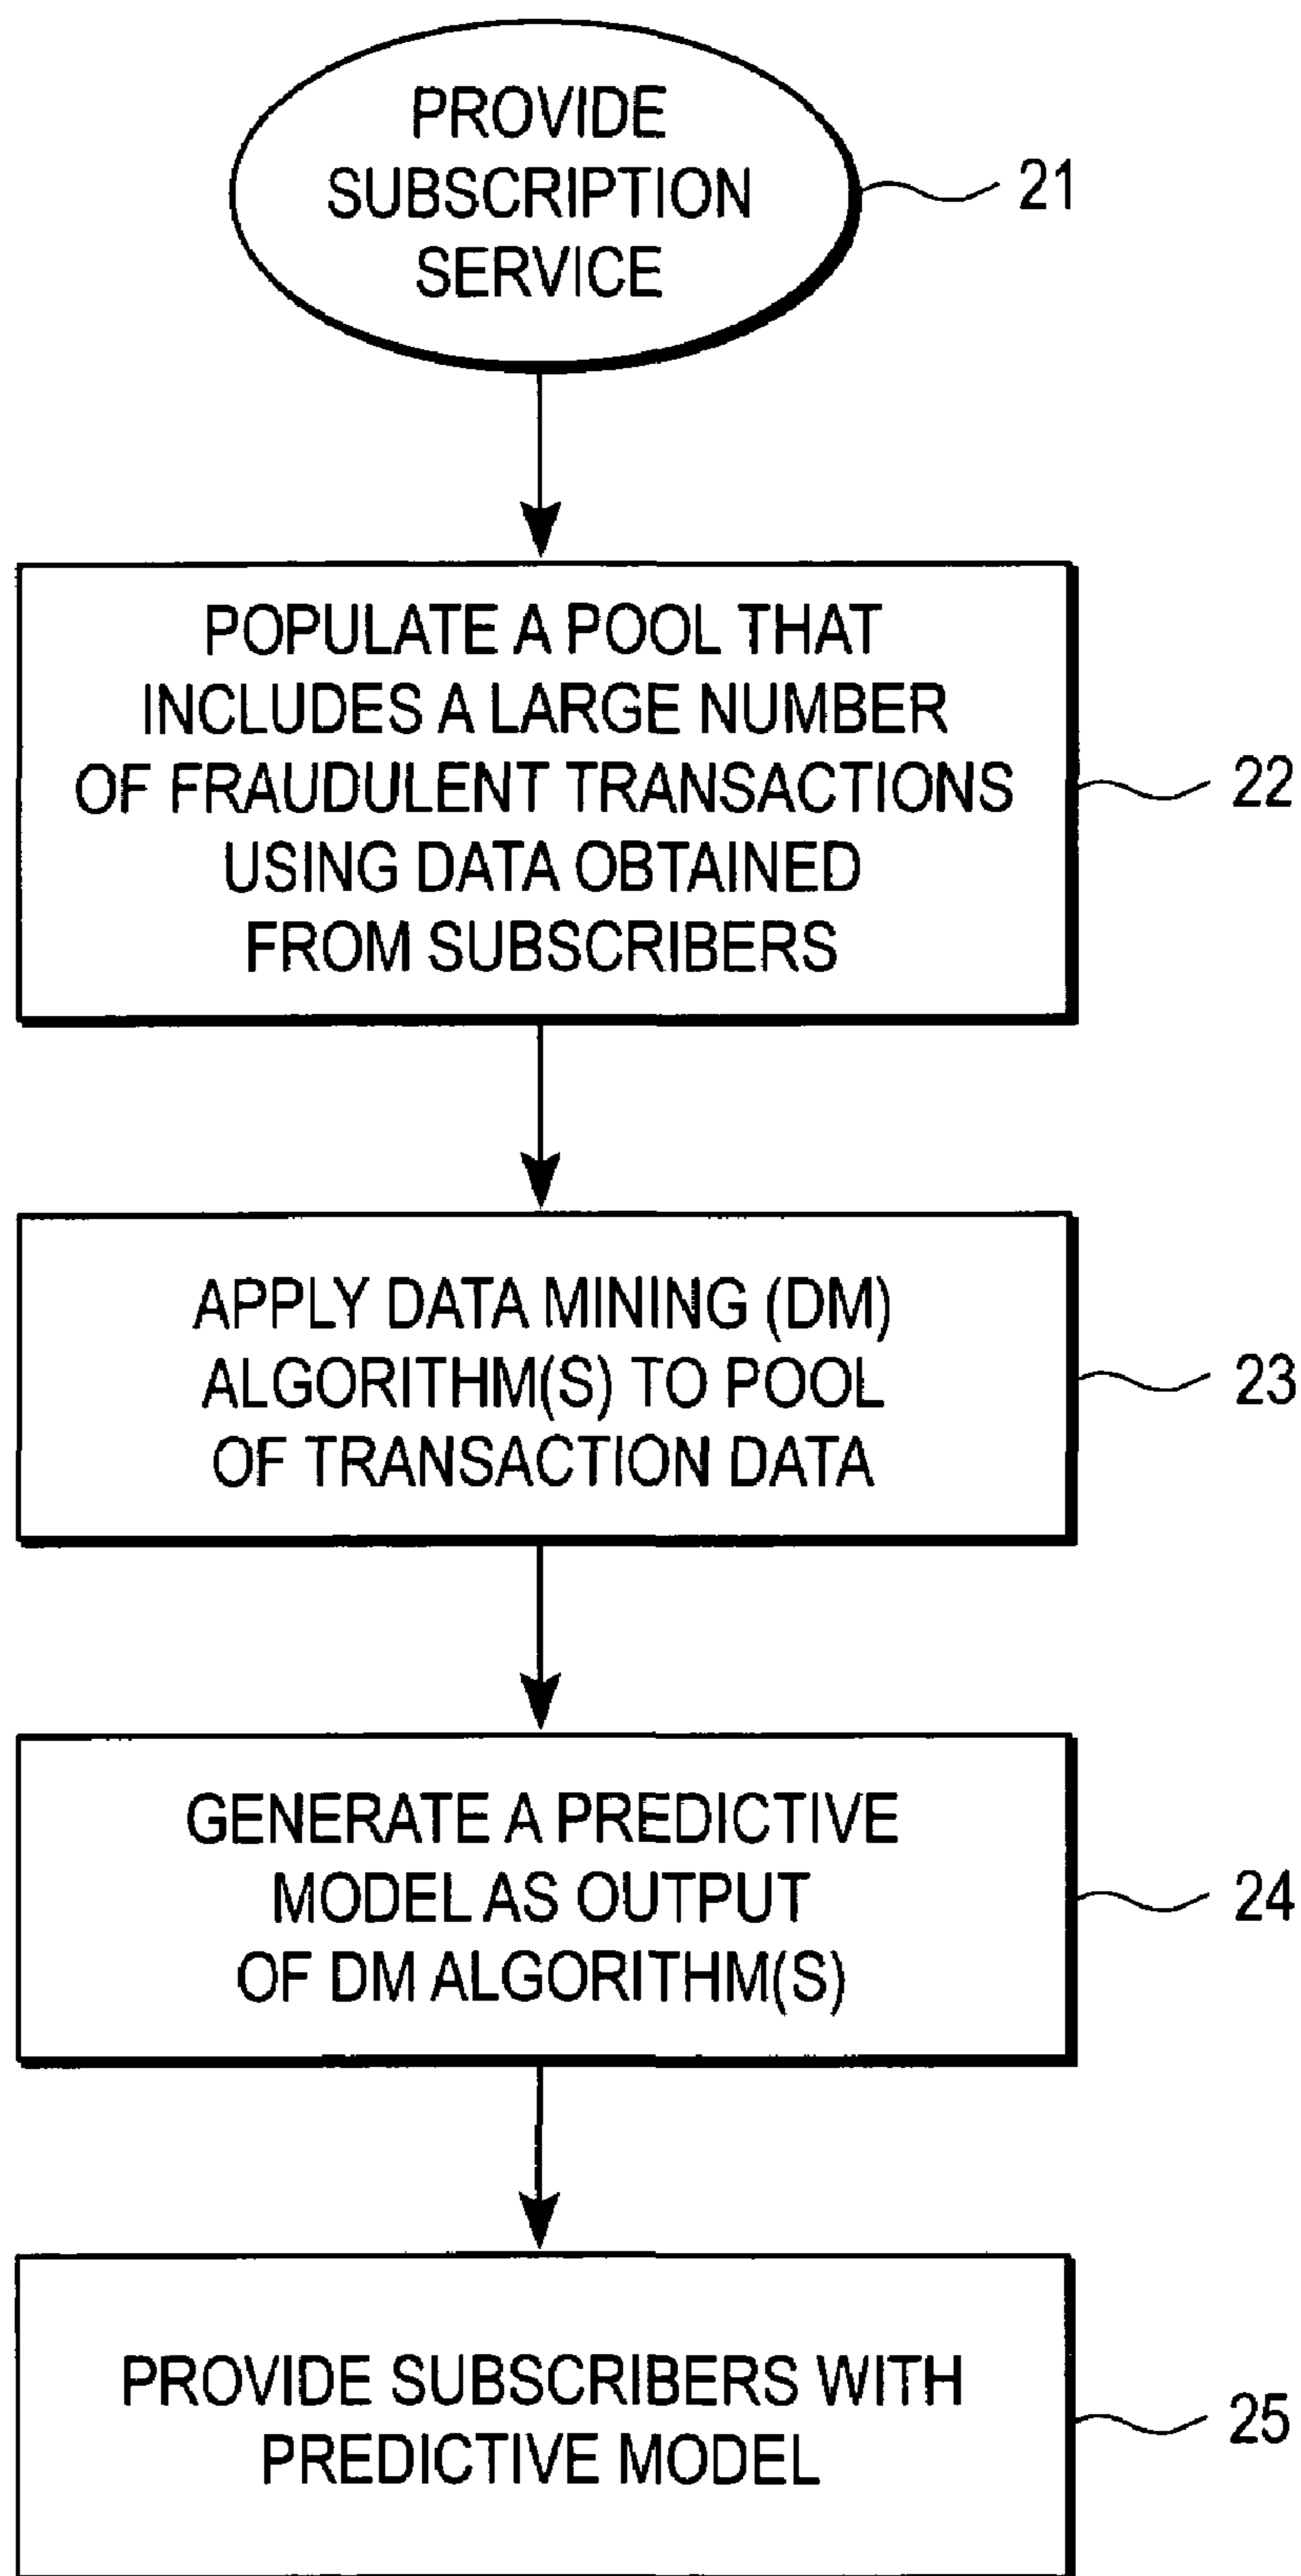 PROVIDE
SUBSCRIPTION
SERVICE
21
POPULATE A POOL THAT
INCLUDES A LARGE NUMBER
OF FRAUDULENT TRANSACTIONS
USING DATA OBTAINED
FROM SUBSCRIBERS
22
APPLY DATA MINING (DM)
ALGORITHM(S) TO POOL
OF TRANSACTION DATA
23
GENERATE A PREDICTIVE
MODEL AS OUTPUT
OF DM ALGORITHM(S)
24
PROVIDE SUBSCRIBERS WITH
PREDICTIVE MODEL
25